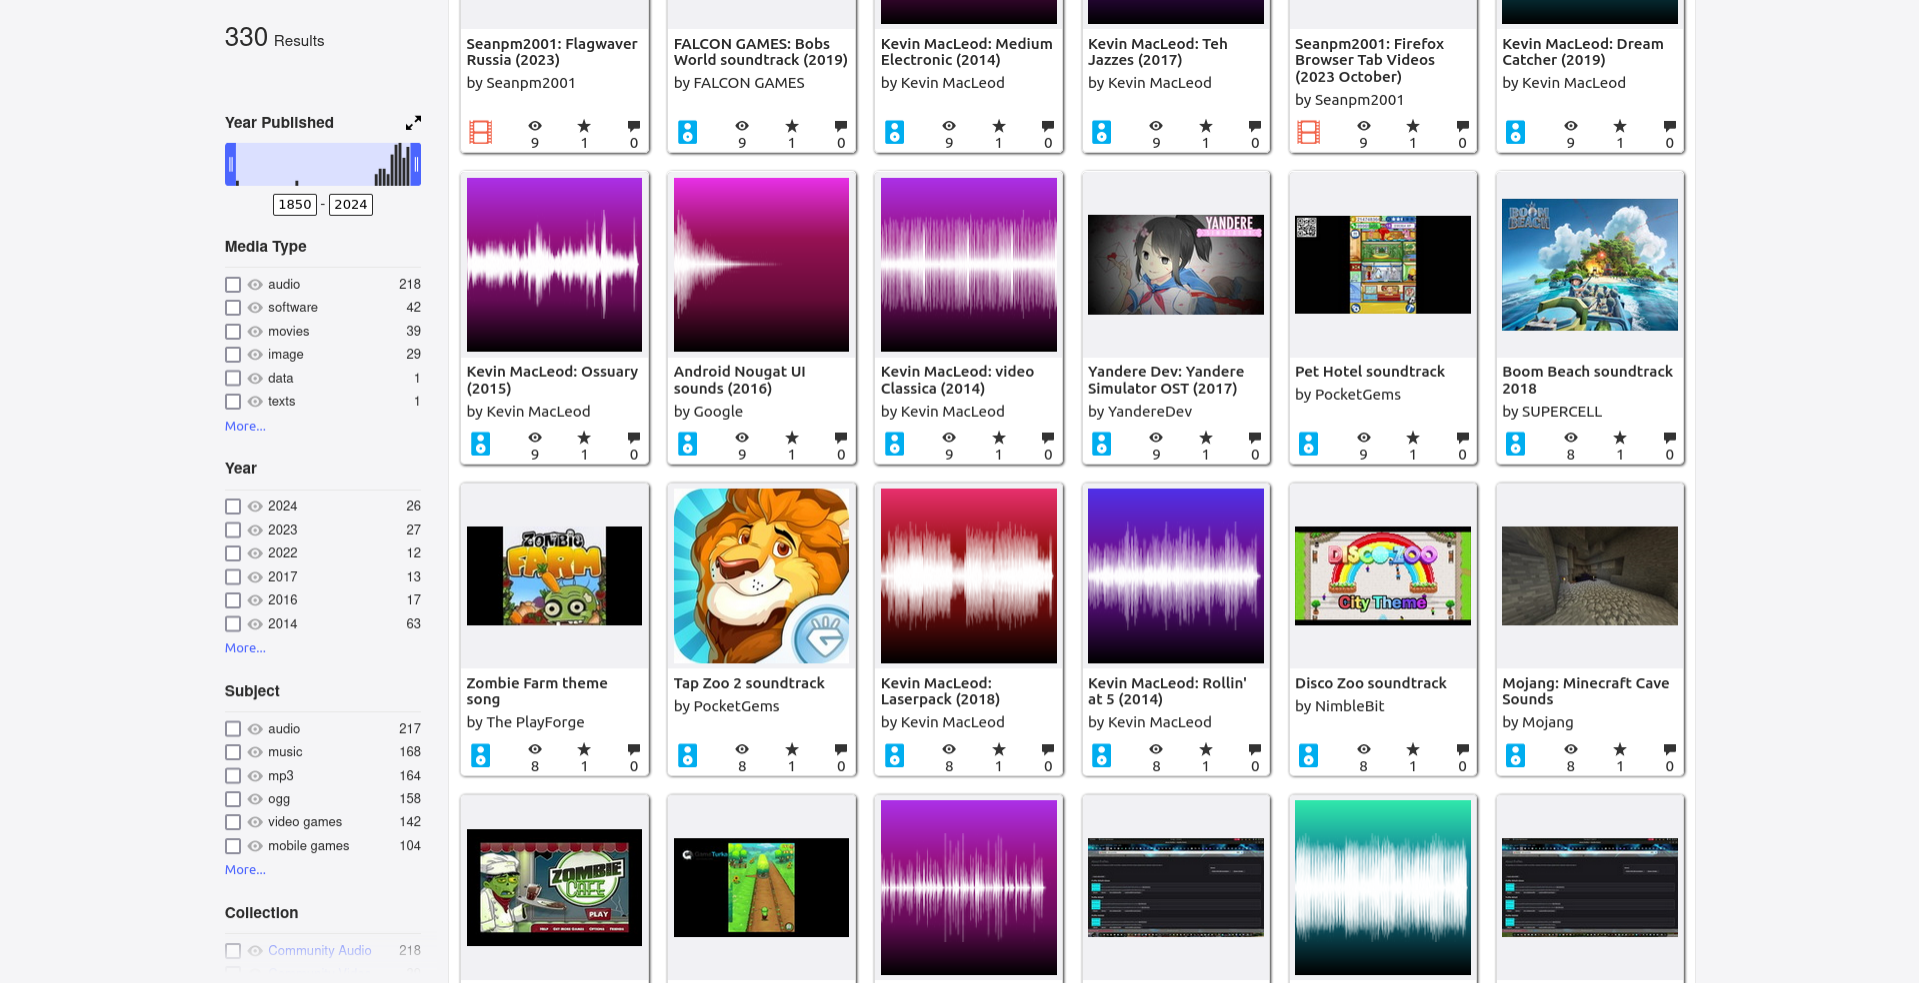 330 Results
Year Published
1850 - 2024
Media Type
audio 218
software 42
movies 39
image 29
data 1
texts 1
More...
Year
2024 26
2023 27
2022 12
2017 13
2016 17
2014 63
More...
Subject
audio 217
music 168
mp3 164
ogg 158
video games 142
mobile games 104
More...
Collection
Community Audio 218
Seanpm2001: Flagwaver
Russia (2023)
by Seanpm2001
9 1 0
FALCON GAMES: Bobs
World soundtrack (2019)
by FALCON GAMES
9 1 0
Kevin MacLeod: Medium
Electronic (2014)
by Kevin MacLeod
9 1 0
Kevin MacLeod: Teh
Jazzes (2017)
by Kevin MacLeod
9 1 0
Seanpm2001: Firefox
Browser Tab Videos
(2023 October)
by Seanpm2001
9 1 0
Kevin MacLeod: Dream
Catcher (2019)
by Kevin MacLeod
9 1 0
Kevin MacLeod: Ossuary
(2015)
by Kevin MacLeod
9 1 0
Android Nougat UI
sounds (2016)
by Google
9 1 0
Kevin MacLeod: video
Classica (2014)
by Kevin MacLeod
9 1 0
YANDERE
Yandere Dev: Yandere
Simulator OST (2017)
by YandereDev
9 1 0
Pet Hotel soundtrack
by PocketGems
9 1 0
BOOM
BEACH
Boom Beach soundtrack
2018
by SUPERCELL
8 1 0
ZOMBIE
FARM
Zombie Farm theme
song
by The PlayForge
8 1 0
Tap Zoo 2 soundtrack
by PocketGems
8 1 0
Kevin MacLeod:
Laserpack (2018)
by Kevin MacLeod
8 1 0
Kevin MacLeod: Rollin'
at 5 (2014)
by Kevin MacLeod
8 1 0
DISCO ZOO
City Theme
Disco Zoo soundtrack
by NimbleBit
8 1 0
Mojang: Minecraft Cave
Sounds
by Mojang
8 1 0
ZOMBIE
CAFE
PLAY